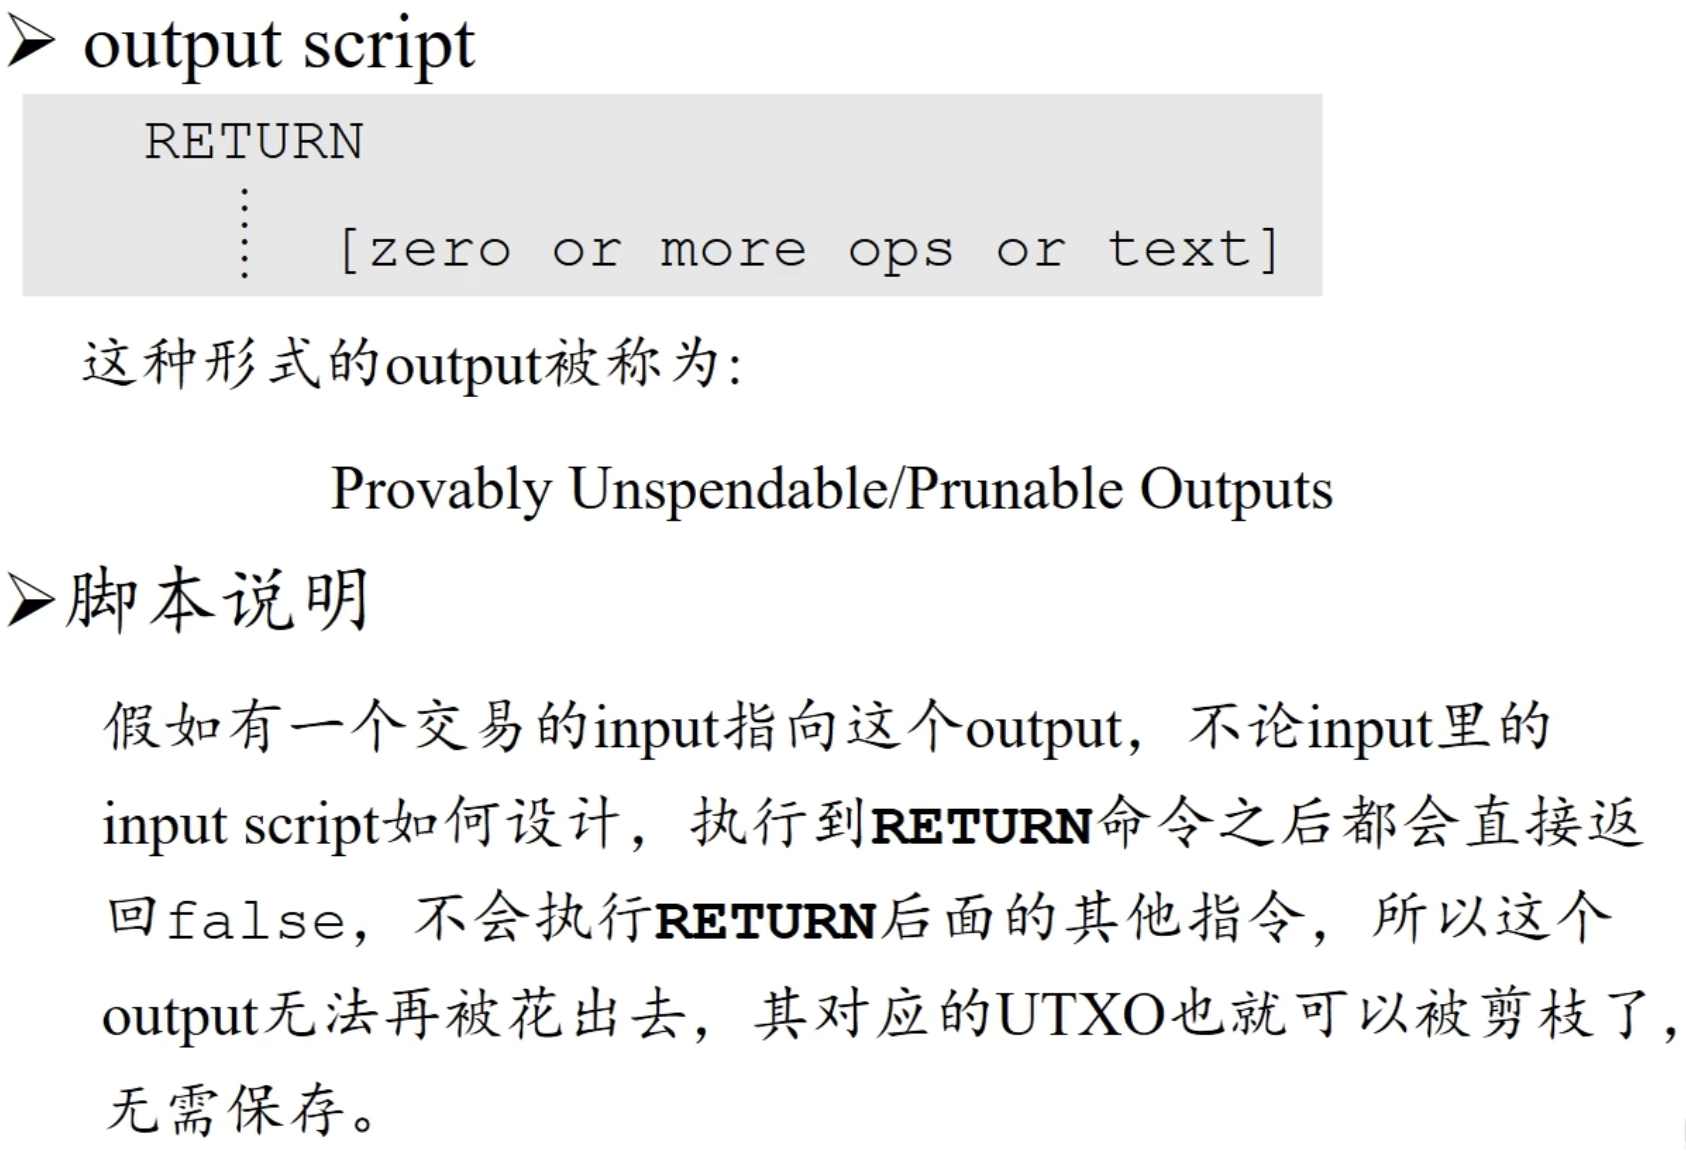 ➢ output script
RETURN
[zero or more ops or text]
这种形式的output被称为:
Provably Unspendable/Prunable Outputs
➢脚本说明
假如有一个交易的input指向这个output，不论input里的
input script如何设计，执行到RETURN命令之后都会直接返
回false，不会执行RETURN后面的其他指令，所以这个
output无法再被花出去，其对应的UTXO也就可以被剪枝了，
无需保存。